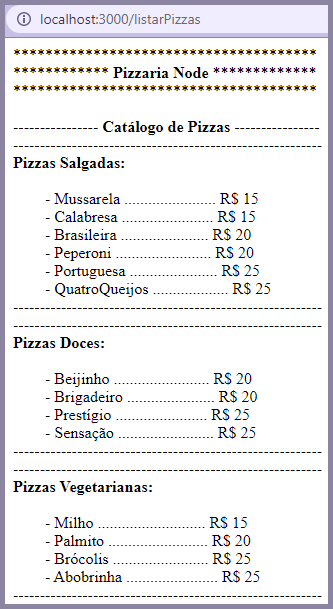 localhost:3000/listarPizzas
**************************************
************ Pizzaria Node *************
**************************************
---------------- Catálogo de Pizzas ----------------
----------------------------------------------------------
Pizzas Salgadas:
- Mussarela ....................... R$ 15
- Calabresa ....................... R$ 15
- Brasileira ...................... R$ 20
- Peperoni ........................ R$ 20
- Portuguesa ...................... R$ 25
- QuatroQueijos ................... R$ 25
----------------------------------------------------------
----------------------------------------------------------
Pizzas Doces:
- Beijinho ........................ R$ 20
- Brigadeiro ...................... R$ 20
- Prestígio ........................ R$ 25
- Sensação ........................ R$ 25
----------------------------------------------------------
----------------------------------------------------------
Pizzas Vegetarianas:
- Milho ........................... R$ 15
- Palmito ......................... R$ 20
- Brócolis ........................ R$ 25
- Abobrinha ....................... R$ 25
----------------------------------------------------------